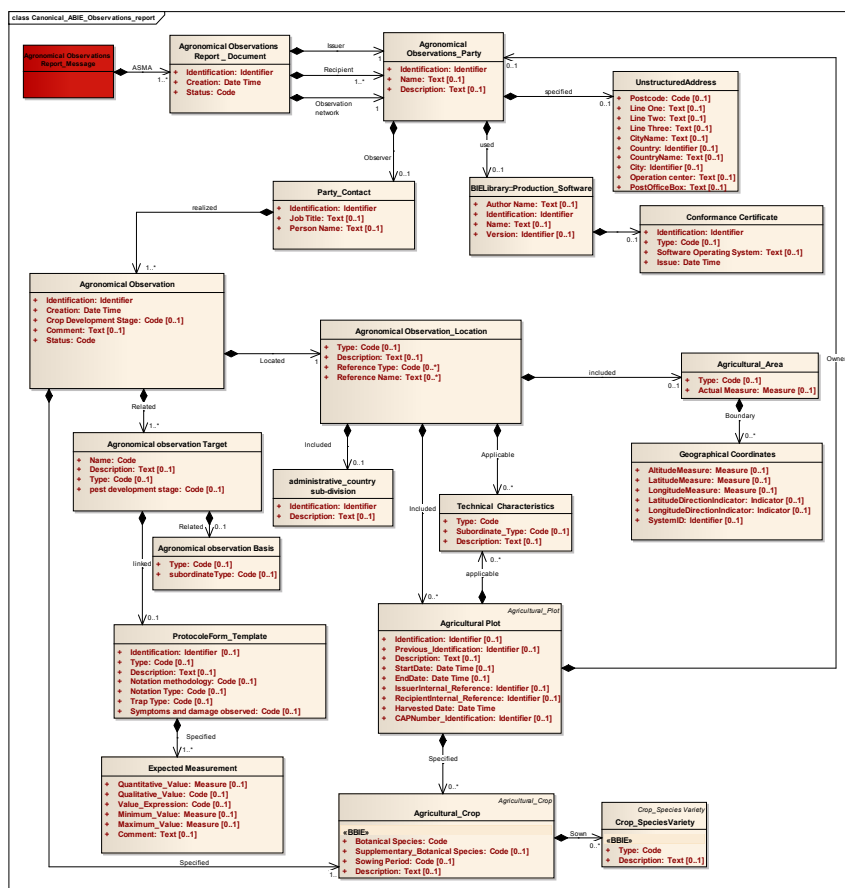 class Canonical_ABIE_Observations_report
Agronomical Observations
Report_Message
ASMA
1..*
Agronomical Observations
Report _ Document
+ Identification: Identifier
+ Creation: Date Time
+ Status: Code
Issuer
1
Recipient
1..*
Observation
network
1
Agronomical
Observations_Party
+ Identification: Identifier
+ Name: Text [0..1]
+ Description: Text [0..1]
0..1
specified
0..1
UnstructuredAddress
+ Postcode: Code [0..1]
+ Line One: Text [0..1]
+ Line Two: Text [0..1]
+ Line Three: Text [0..1]
+ CityName: Text [0..1]
+ Country: Identifier [0..1]
+ CountryName: Text [0..1]
+ City: Identifier [0..1]
+ Operation center: Text [0..1]
+ PostOfficeBox: Text [0..1]
Observer
0..1
used
0..1
Party_Contact
+ Identification: Identifier
+ Job Title: Text [0..1]
+ Person Name: Text [0..1]
realized
1..*
BIELibrary::Production_Software
+ Author Name: Text [0..1]
+ Identification: Identifier
+ Name: Text [0..1]
+ Version: Identifier [0..1]
0..1
Conformance Certificate
+ Identification: Identifier
+ Type: Code [0..1]
+ Software Operating System: Text [0..1]
+ Issue: Date Time
Agronomical Observation
+ Identification: Identifier
+ Creation: Date Time
+ Crop Development Stage: Code [0..1]
+ Comment: Text [0..1]
+ Status: Code
Located
1
Agronomical Observation_Location
+ Type: Code [0..1]
+ Description: Text [0..1]
+ Reference Type: Code [0..*]
+ Reference Name: Text [0..*]
included
0..1
Agricultural_Area
+ Type: Code [0..1]
+ Actual Measure: Measure [0..1]
Owner
Boundary
0..*
Geographical Coordinates
+ AltitudeMeasure: Measure [0..1]
+ LatitudeMeasure: Measure [0..1]
+ LongitudeMeasure: Measure [0..1]
+ LatitudeDirectionIndicator: Indicator [0..1]
+ LongitudeDirectionIndicator: Indicator [0..1]
+ SystemID: Identifier [0..1]
Related
1..*
Agronomical observation Target
+ Name: Code
+ Description: Text [0..1]
+ Type: Code [0..1]
+ pest development stage: Code [0..1]
Included
0..1
administrative_country
sub-division
+ Identification: Identifier
+ Description: Text [0..1]
Included
0..*
Applicable
0..*
Technical Characteristics
+ Type: Code
+ Subordinate_Type: Code [0..1]
+ Description: Text [0..1]
0..*
applicable
Related
0..1
Agronomical observation Basis
+ Type: Code [0..1]
+ subordinateType: Code [0..1]
linked
0..1
ProtocoleForm_Template
+ Identification: Identifier [0..1]
+ Type: Code [0..1]
+ Description: Text [0..1]
+ Notation methodology: Code [0..1]
+ Notation Type: Code [0..1]
+ Trap Type: Code [0..1]
+ Symptoms and damage observed: Code [0..1]
Agricultural_Plot
Agricultural Plot
+ Identification: Identifier [0..1]
+ Previous_Identification: Identifier [0..1]
+ Description: Text [0..1]
+ StartDate: Date Time [0..1]
+ EndDate: Date Time [0..1]
+ IssuerInternal_Reference: Identifier [0..1]
+ RecipientInternal_Reference: Identifier [0..1]
+ Harvested Date: Date Time
+ CAPNumber_Identification: Identifier [0..1]
Specified
1..*
Expected Measurement
+ Quantitative_Value: Measure [0..1]
+ Qualitative_Value: Code [0..1]
+ Value_Expression: Code [0..1]
+ Minimum_Value: Measure [0..1]
+ Maximum_Value: Measure [0..1]
+ Comment: Text [0..1]
Specified
0..*
Agricultural_Crop
Agricultural_Crop
«BBIE»
+ Botanical Species: Code
+ Supplementary_Botanical Species: Code [0..1]
+ Sowing Period: Code [0..1]
+ Description: Text [0..1]
Specified
1..
Sown
0..*
Crop_Species Variety
Crop_SpeciesVariety
«BBIE»
+ Type: Code
+ Description: Text [0..1]